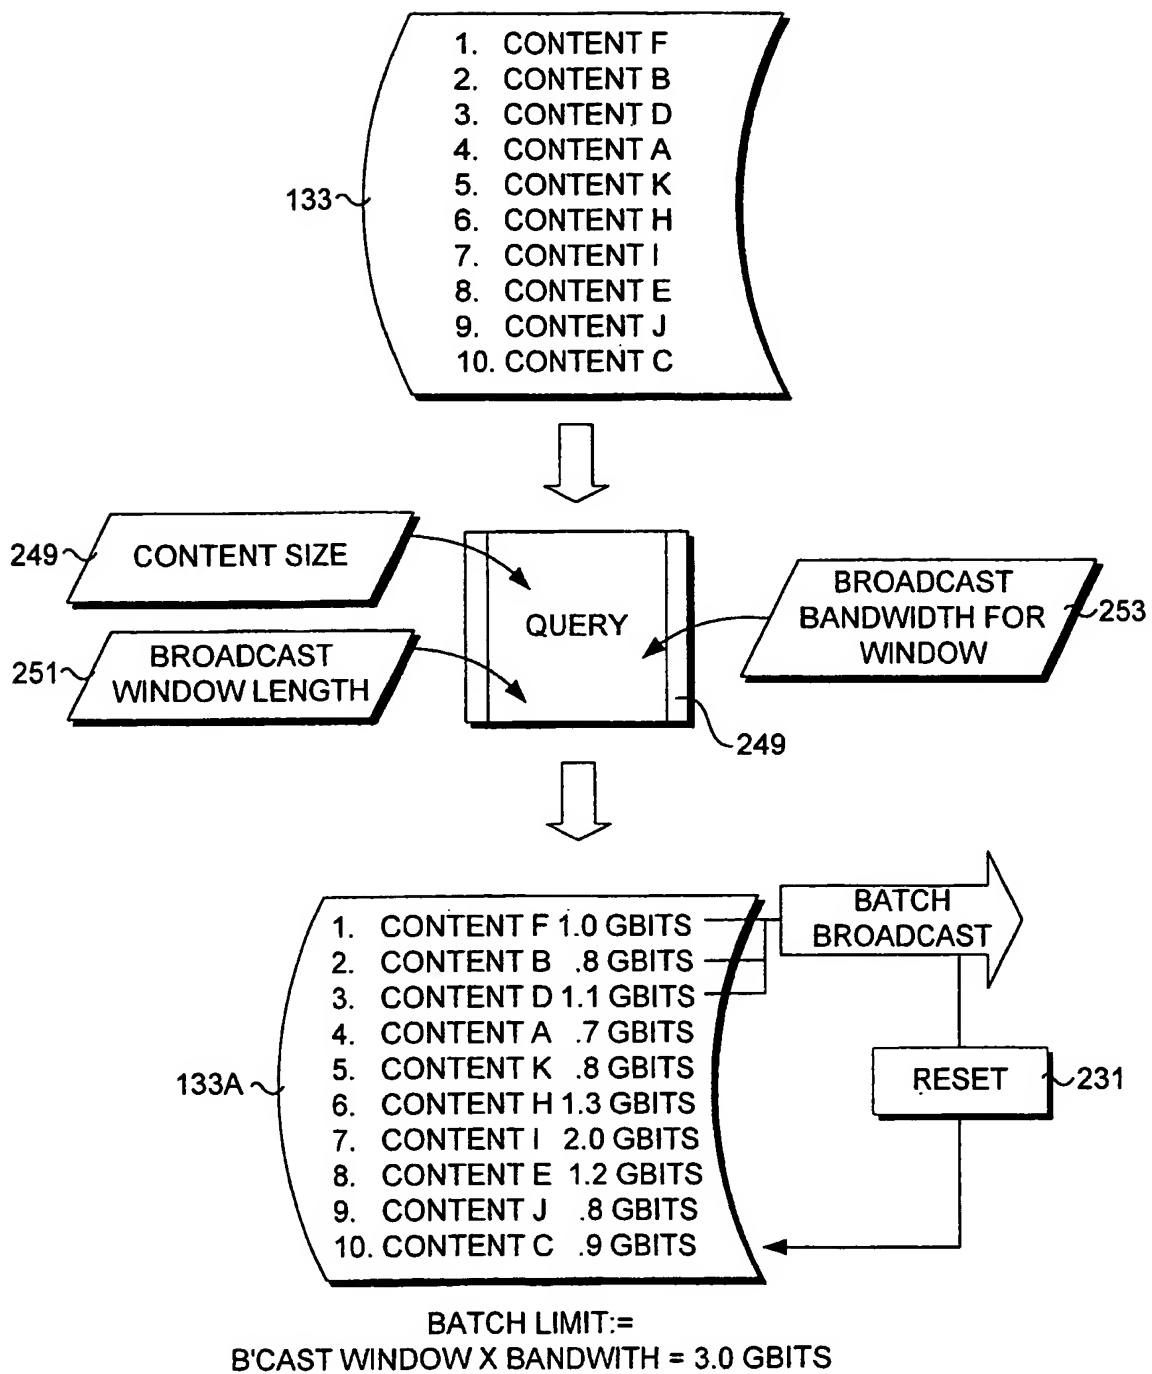 1. CONTENT F
2. CONTENT B
3. CONTENT D
4. CONTENT A
5. CONTENT K
6. CONTENT H
7. CONTENT I
8. CONTENT E
9. CONTENT J
10. CONTENT C
133
249
CONTENT SIZE
251
BROADCAST
WINDOW LENGTH
QUERY
BROADCAST
BANDWIDTH FOR
WINDOW
253
249
1. CONTENT F 1.0 GBITS
2. CONTENT B .8 GBITS
3. CONTENT D 1.1 GBITS
4. CONTENT A .7 GBITS
5. CONTENT K .8 GBITS
6. CONTENT H 1.3 GBITS
7. CONTENT I 2.0 GBITS
8. CONTENT E 1.2 GBITS
9. CONTENT J .8 GBITS
10. CONTENT C .9 GBITS
133A
BATCH
BROADCAST
RESET
231
BATCH LIMIT:=
B'CAST WINDOW X BANDWITH = 3.0 GBITS